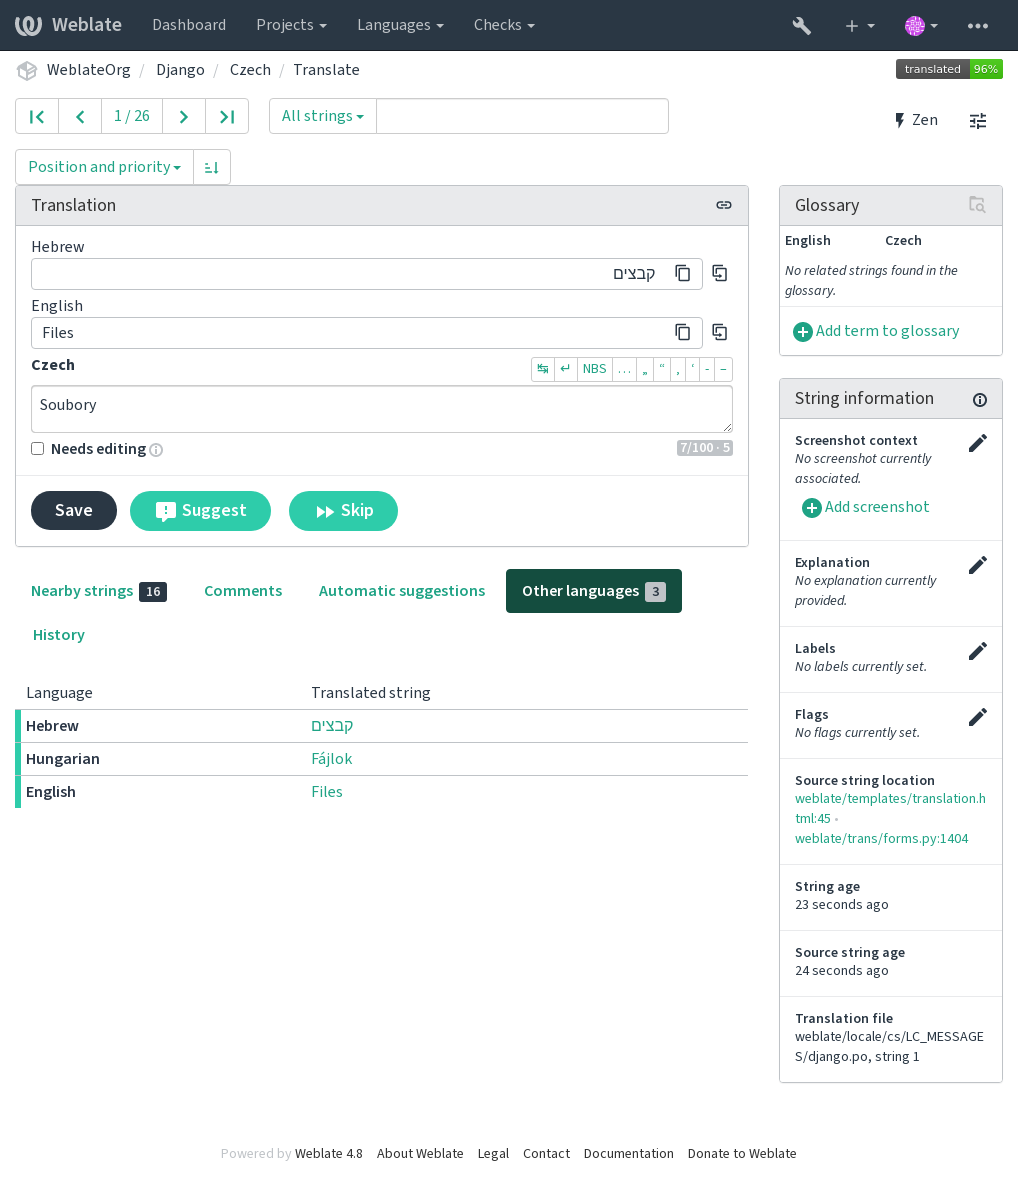 Weblate Dashboard Projects Languages Checks
WeblateOrg / Django / Czech / Translate
translated 96%
1 / 26
All strings
Zen
Position and priority
Translation
Hebrew
קבצים
English
Files
Czech
↹ ↵ NBS … „ “ ‚ ‘ - –
Soubory
Needs editing
7/100 · 5
Save Suggest Skip
Nearby strings 16 Comments Automatic suggestions Other languages 3
History
Language Translated string
Hebrew קבצים
Hungarian Fájlok
English Files
Glossary
English Czech
No related strings found in the
glossary.
Add term to glossary
String information
Screenshot context
No screenshot currently
associated.
Add screenshot
Explanation
No explanation currently
provided.
Labels
No labels currently set.
Flags
No flags currently set.
Source string location
weblate/templates/translation.h
tml:45 •
weblate/trans/forms.py:1404
String age
23 seconds ago
Source string age
24 seconds ago
Translation file
weblate/locale/cs/LC_MESSAGE
S/django.po, string 1
Powered by Weblate 4.8 About Weblate Legal Contact Documentation Donate to Weblate